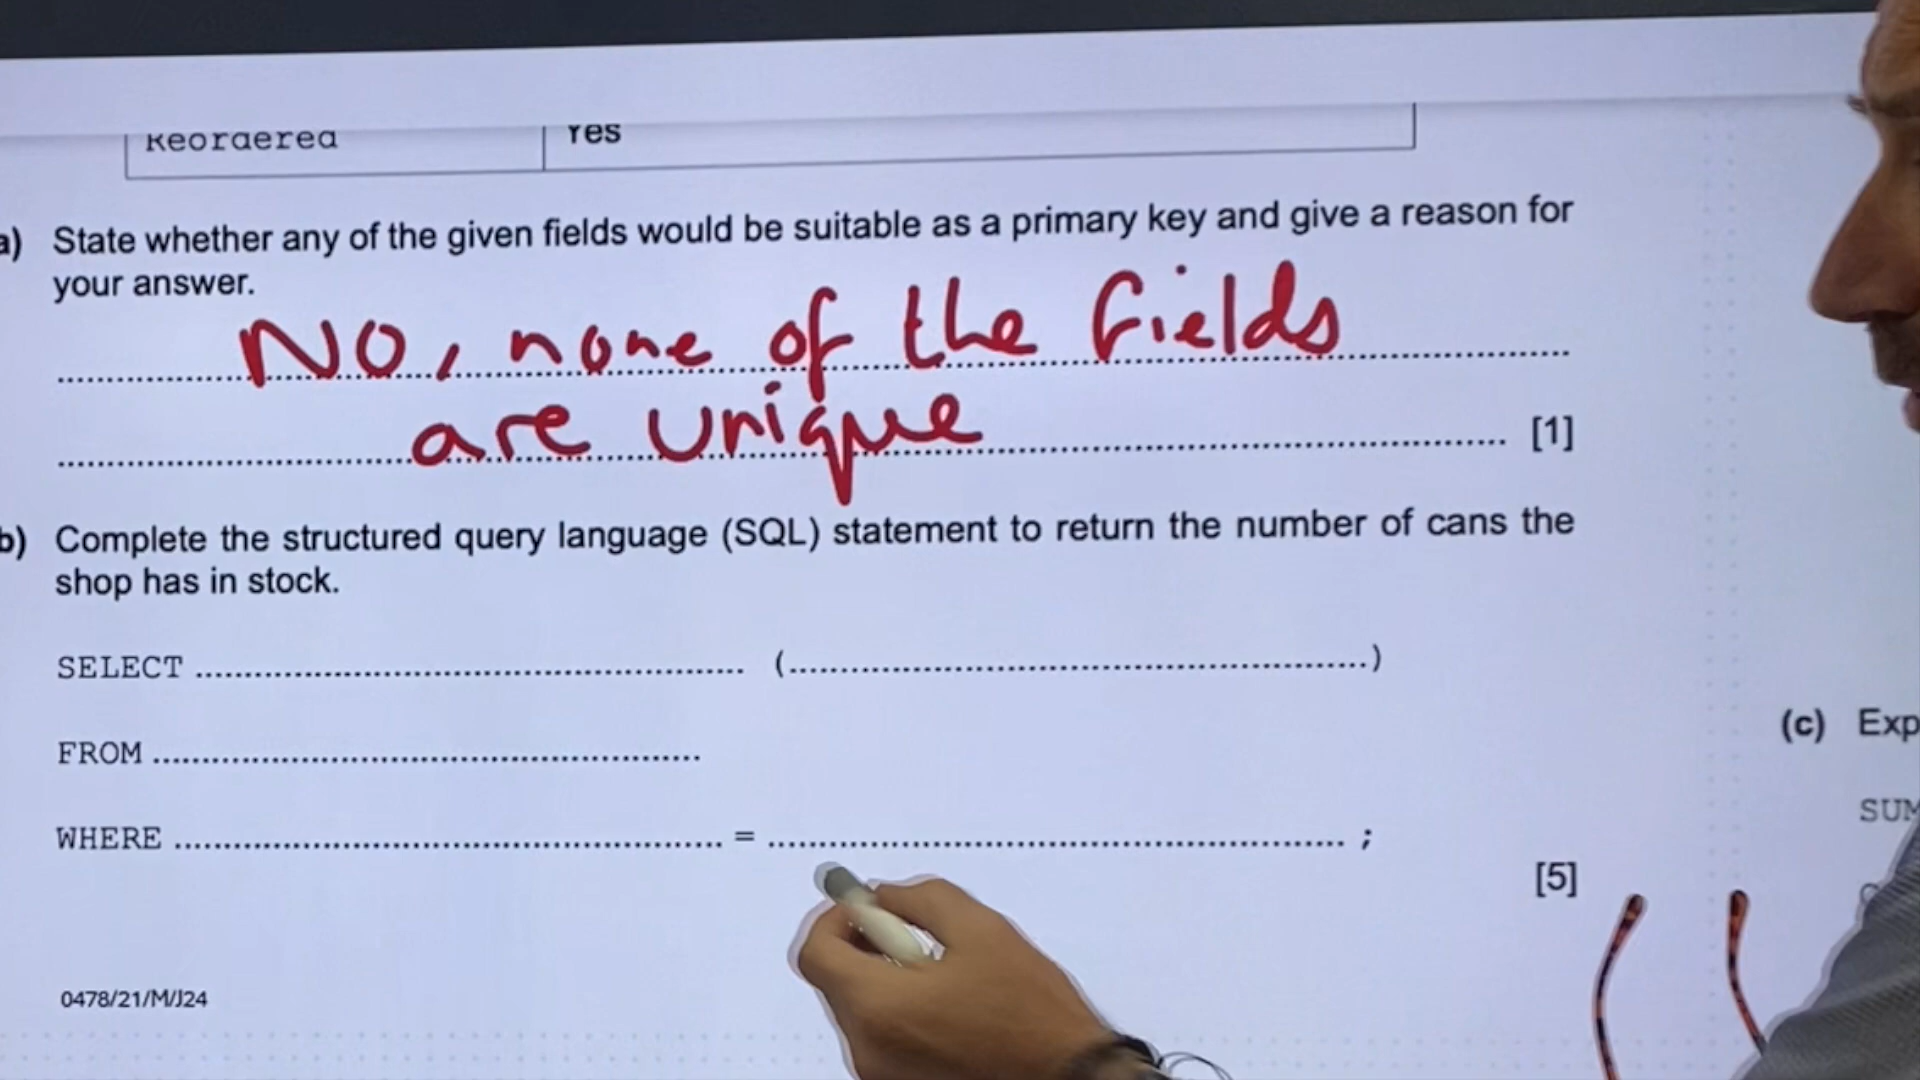 Reordered Yes
a) State whether any of the given fields would be suitable as a primary key and give a reason for
your answer.
No, none of the fields
are unique
[1]
b) Complete the structured query language (SQL) statement to return the number of cans the
shop has in stock.
SELECT ........................................ (........................................)
FROM ........................................
WHERE ........................................ = ........................................ ;
[5]
(c) Exp
SUM
0478/21/M/J24